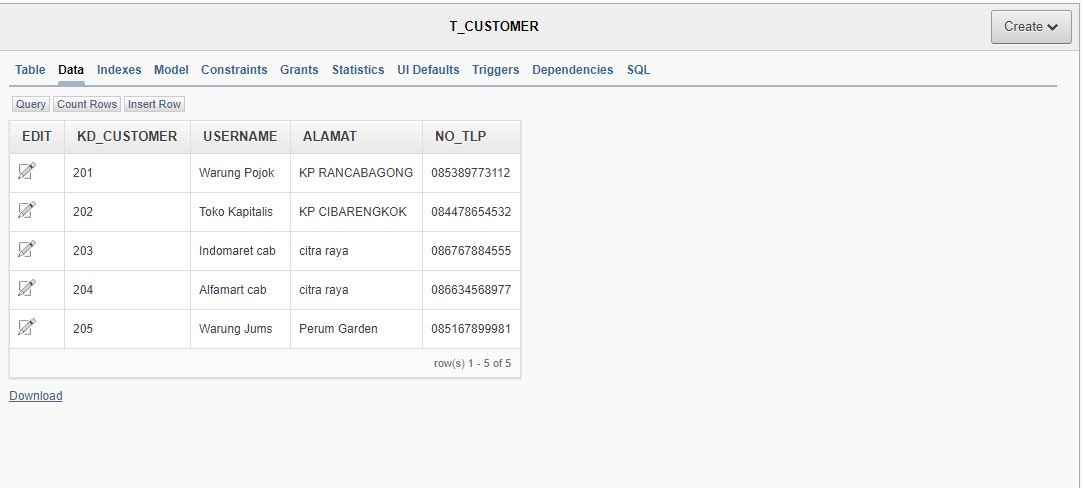 T_CUSTOMER
Create
Table Data Indexes Model Constraints Grants Statistics UI Defaults Triggers Dependencies SQL
Query Count Rows Insert Row
EDIT KD_CUSTOMER USERNAME ALAMAT NO_TLP
201 Warung Pojok KP RANCABAGONG 085389773112
202 Toko Kapitalis KP CIBARENGKOK 084478654532
203 Indomaret cab citra raya 086767884555
204 Alfamart cab citra raya 086634568977
205 Warung Jums Perum Garden 085167899981
row(s) 1 - 5 of 5
Download